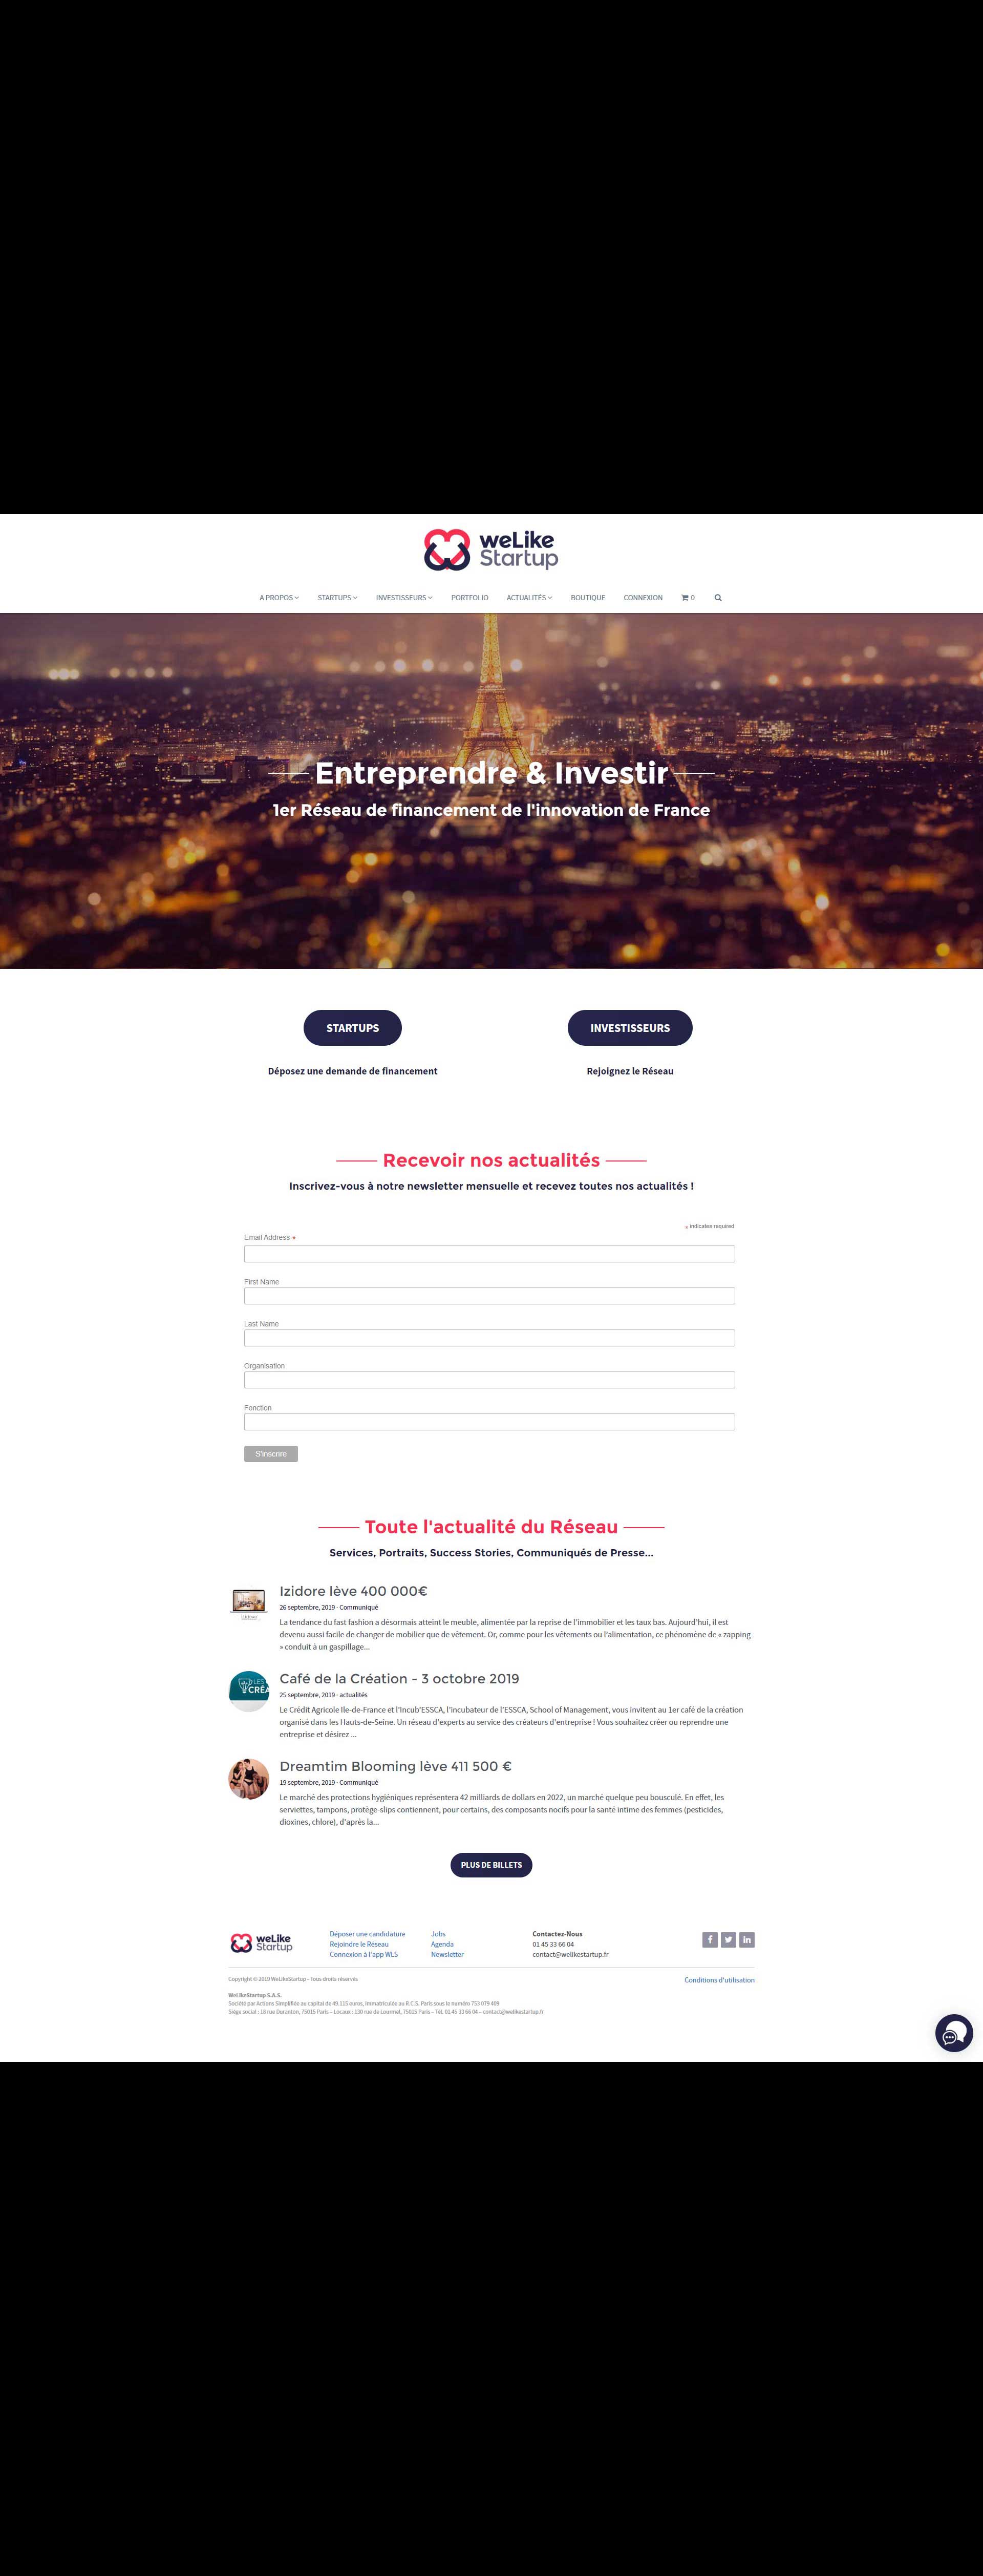 weLike
Startup
A PROPOS
STARTUPS
INVESTISSEURS
PORTFOLIO
ACTUALITÉS
BOUTIQUE
CONNEXION
0
Entreprendre & Investir
1er Réseau de financement de l'innovation de France
STARTUPS
INVESTISSEURS
Déposez une demande de financement
Rejoignez le Réseau
Recevoir nos actualités
Inscrivez-vous à notre newsletter mensuelle et recevez toutes nos actualités !
* indicates required
Email Address *
First Name
Last Name
Organisation
Fonction
S'inscrire
Toute l'actualité du Réseau
Services, Portraits, Success Stories, Communiqués de Presse...
Izidore lève 400 000€
26 septembre, 2019 · Communiqué
La tendance du fast fashion a désormais atteint le meuble, alimentée par la reprise de l'immobilier et les taux bas. Aujourd'hui, il est
devenu aussi facile de changer de mobilier que de vêtement. Or, comme pour les vêtements ou l'alimentation, ce phénomène de « zapping
» conduit à un gaspillage...
LES
CRÉA
Café de la Création - 3 octobre 2019
25 septembre, 2019 · actualités
Le Crédit Agricole Ile-de-France et l'Incub'ESSCA, l'incubateur de l'ESSCA, School of Management, vous invitent au 1er café de la création
organisé dans les Hauts-de-Seine. Un réseau d'experts au service des créateurs d'entreprise ! Vous souhaitez créer ou reprendre une
entreprise et désirez ...
Dreamtim Blooming lève 411 500 €
19 septembre, 2019 · Communiqué
Le marché des protections hygiéniques représentera 42 milliards de dollars en 2022, un marché quelque peu bousculé. En effet, les
serviettes, tampons, protège-slips contiennent, pour certains, des composants nocifs pour la santé intime des femmes (pesticides,
dioxines, chlore), d'après la...
PLUS DE BILLETS
weLike
Startup
Déposer une candidature
Rejoindre le Réseau
Connexion à l'app WLS
Jobs
Agenda
Newsletter
Contactez-Nous
01 45 33 66 04
contact@welikestartup.fr
Copyright © 2019 WeLikeStartup - Tous droits réservés
Conditions d'utilisation
WeLikeStartup S.A.S.
Société par Actions Simplifiée au capital de 49.115 euros, immatriculée au R.C.S. Paris sous le numéro 753 079 409
Siège social : 18 rue Duranton, 75015 Paris – Locaux : 130 rue de Lourmel, 75015 Paris – Tél. 01 45 33 66 04 – contact@welikestartup.fr